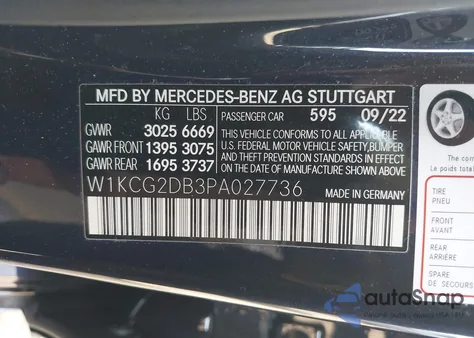 MFD BY MERCEDES-BENZ AG STUTTGART
KG LBS PASSENGER CAR 595 09/22
GVWR 3025 6669
GAWR FRONT 1395 3075
GAWR REAR 1695 3737
THIS VEHICLE CONFORMS TO ALL APPLICABLE
U.S. FEDERAL MOTOR VEHICLE SAFETY,BUMPER
AND THEFT PREVENTION STANDARDS IN EFFECT
ON THE DATE OF MANUFACTURE SHOWN ABOVE
W1KCG2DB3PA027736 MADE IN GERMANY
TIRE
PNEU
FRONT
AVANT
REAR
ARRIÈRE
SPARE
DE SECOURS
autoSnap